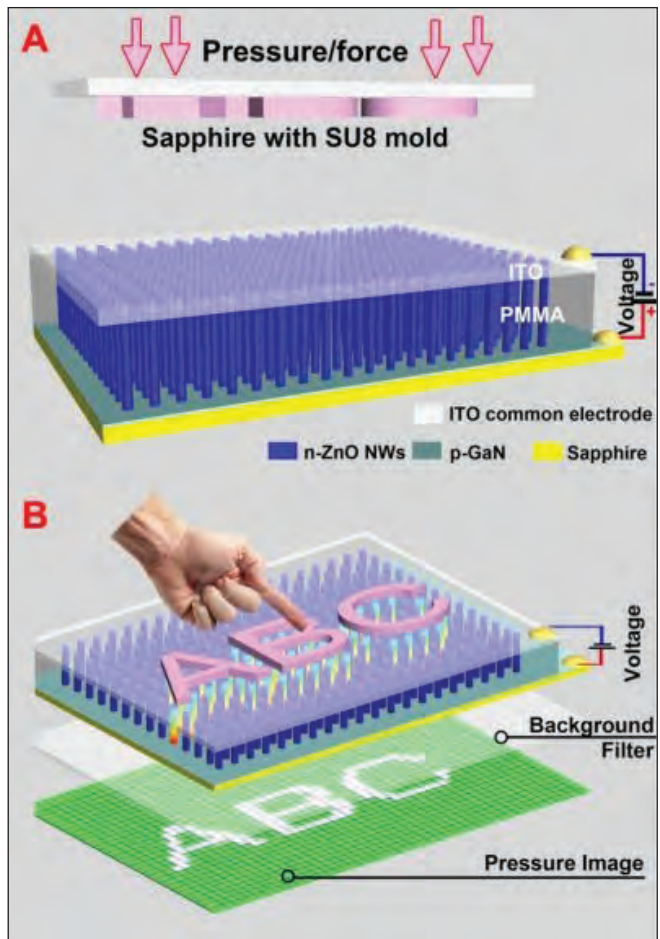 A
Pressure/force
Sapphire with SU8 mold
ITO
PMMA
Voltage
-
+
ITO common electrode
n-ZnO NWs
p-GaN
Sapphire
B
ABC
Voltage
Background
Filter
ABC
Pressure Image